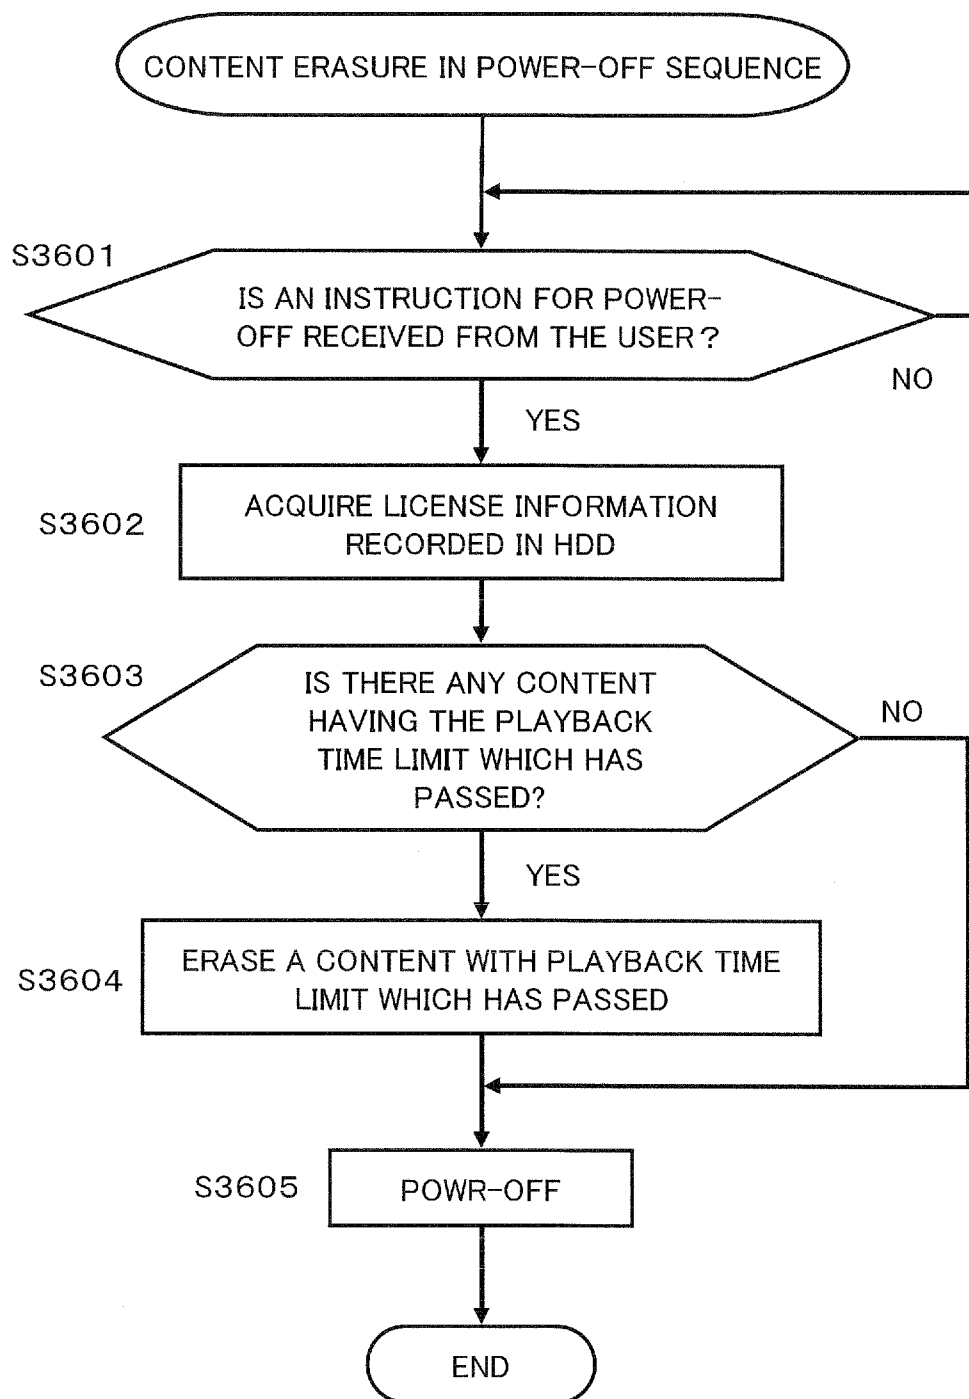 CONTENT ERASURE IN POWER-OFF SEQUENCE
S3601
IS AN INSTRUCTION FOR POWER-
OFF RECEIVED FROM THE USER?
NO
YES
S3602
ACQUIRE LICENSE INFORMATION
RECORDED IN HDD
S3603
IS THERE ANY CONTENT
HAVING THE PLAYBACK
TIME LIMIT WHICH HAS
PASSED?
NO
YES
S3604
ERASE A CONTENT WITH PLAYBACK TIME
LIMIT WHICH HAS PASSED
S3605
POWR-OFF
END